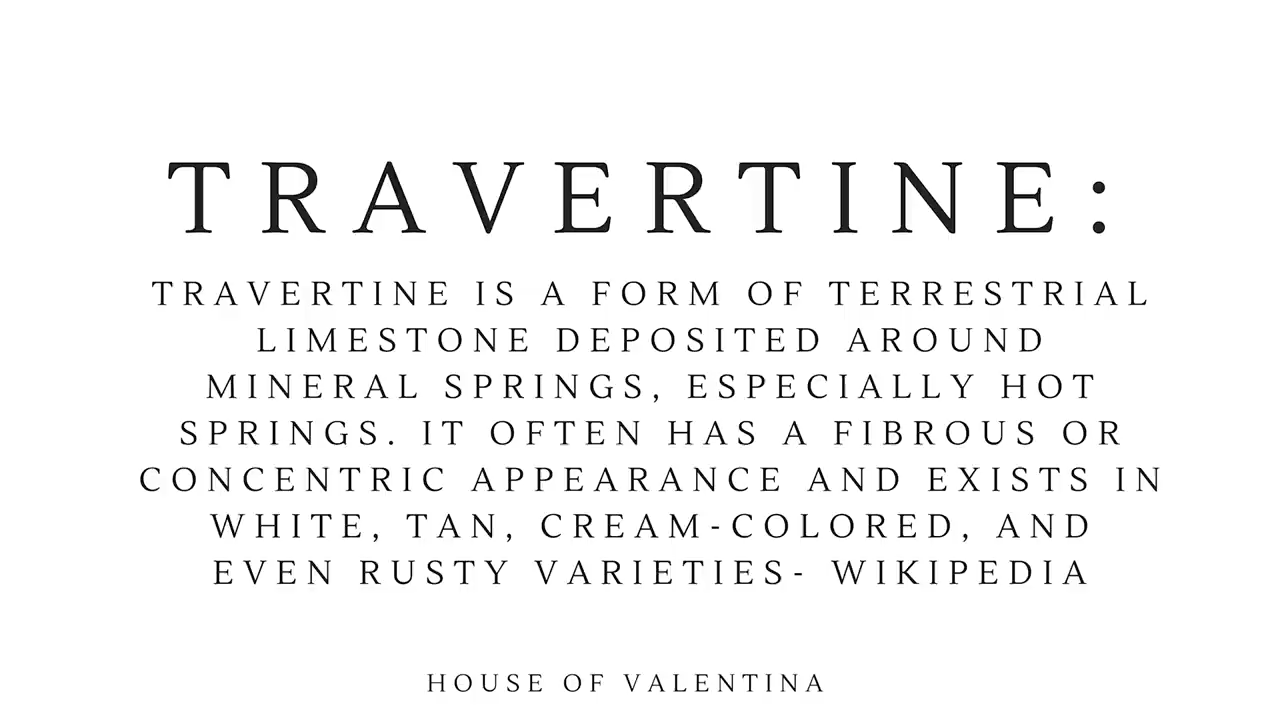 TRAVERTINE:
TRAVERTINE IS A FORM OF TERRESTRIAL
LIMESTONE DEPOSITED AROUND
MINERAL SPRINGS, ESPECIALLY HOT
SPRINGS. IT OFTEN HAS A FIBROUS OR
CONCENTRIC APPEARANCE AND EXISTS IN
WHITE, TAN, CREAM-COLORED, AND
EVEN RUSTY VARIETIES- WIKIPEDIA
HOUSE OF VALENTINA